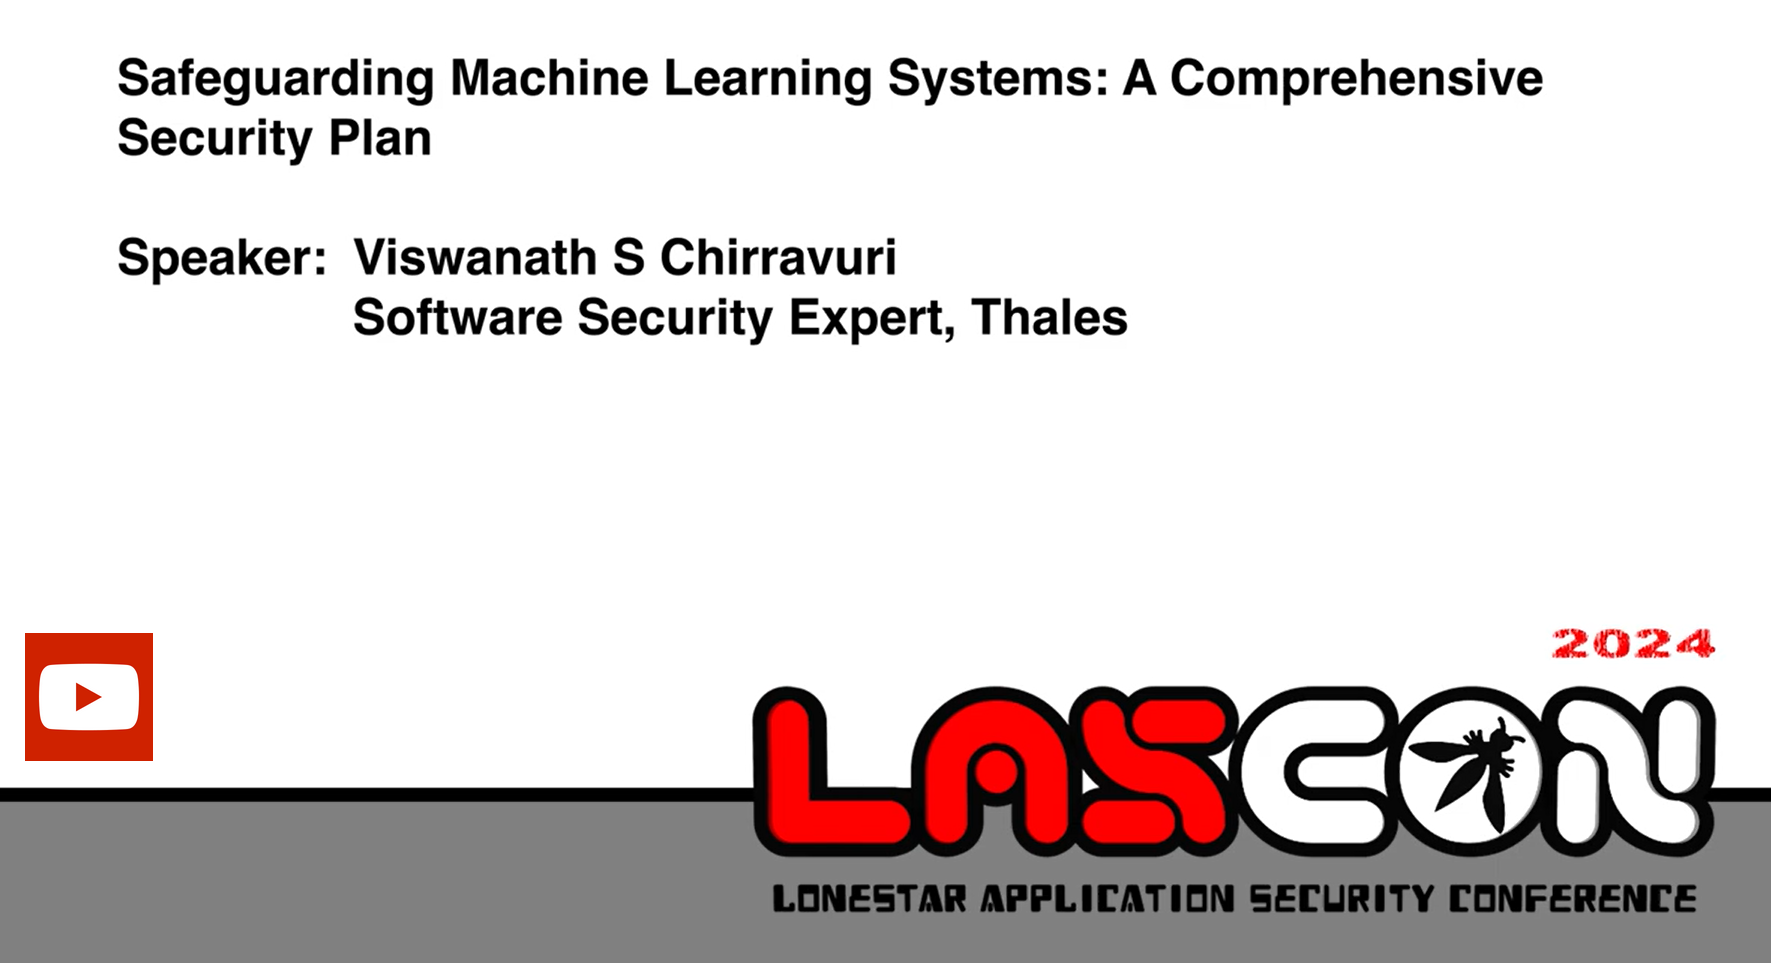 Safeguarding Machine Learning Systems: A Comprehensive
Security Plan
Speaker: Viswanath S Chirravuri
Software Security Expert, Thales
2024
LASCON
LONESTAR APPLICATION SECURITY CONFERENCE